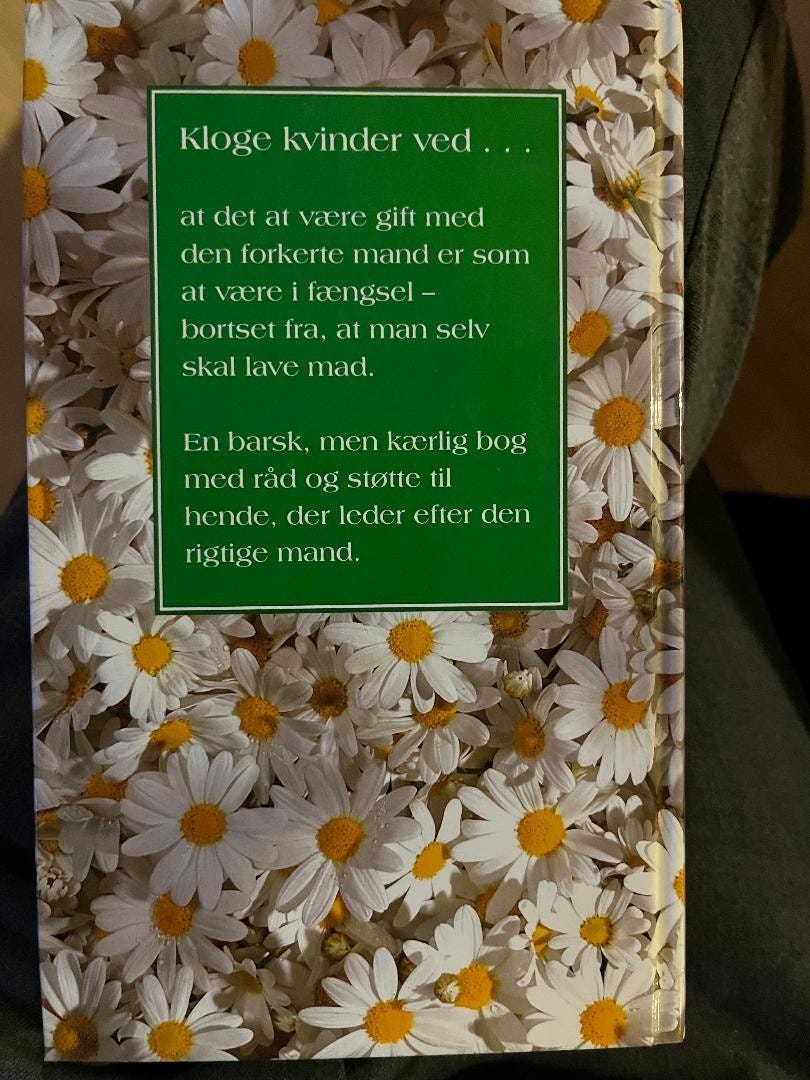 Kloge kvinder ved . . .
at det at være gift med
den forkerte mand er som
at være i fængsel –
bortset fra, at man selv
skal lave mad.
En barsk, men kærlig bog
med råd og støtte til
hende, der leder efter den
rigtige mand.